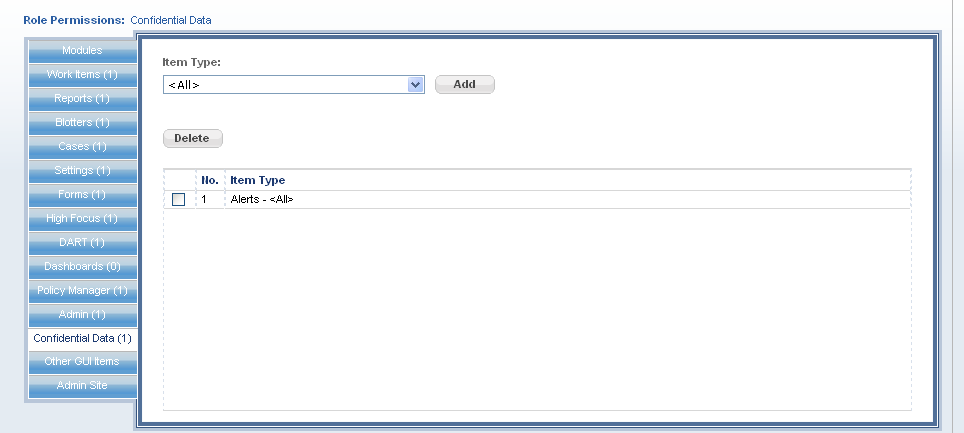 Role Permissions: Confidential Data
Modules
Work Items (1)
Reports (1)
Blotters (1)
Cases (1)
Settings (1)
Forms (1)
High Focus (1)
DART (1)
Dashboards (0)
Policy Manager (1)
Admin (1)
Confidential Data (1)
Other GUI Items
Admin Site
Item Type:
<All>
Add
Delete
No. Item Type
1 Alerts - <All>